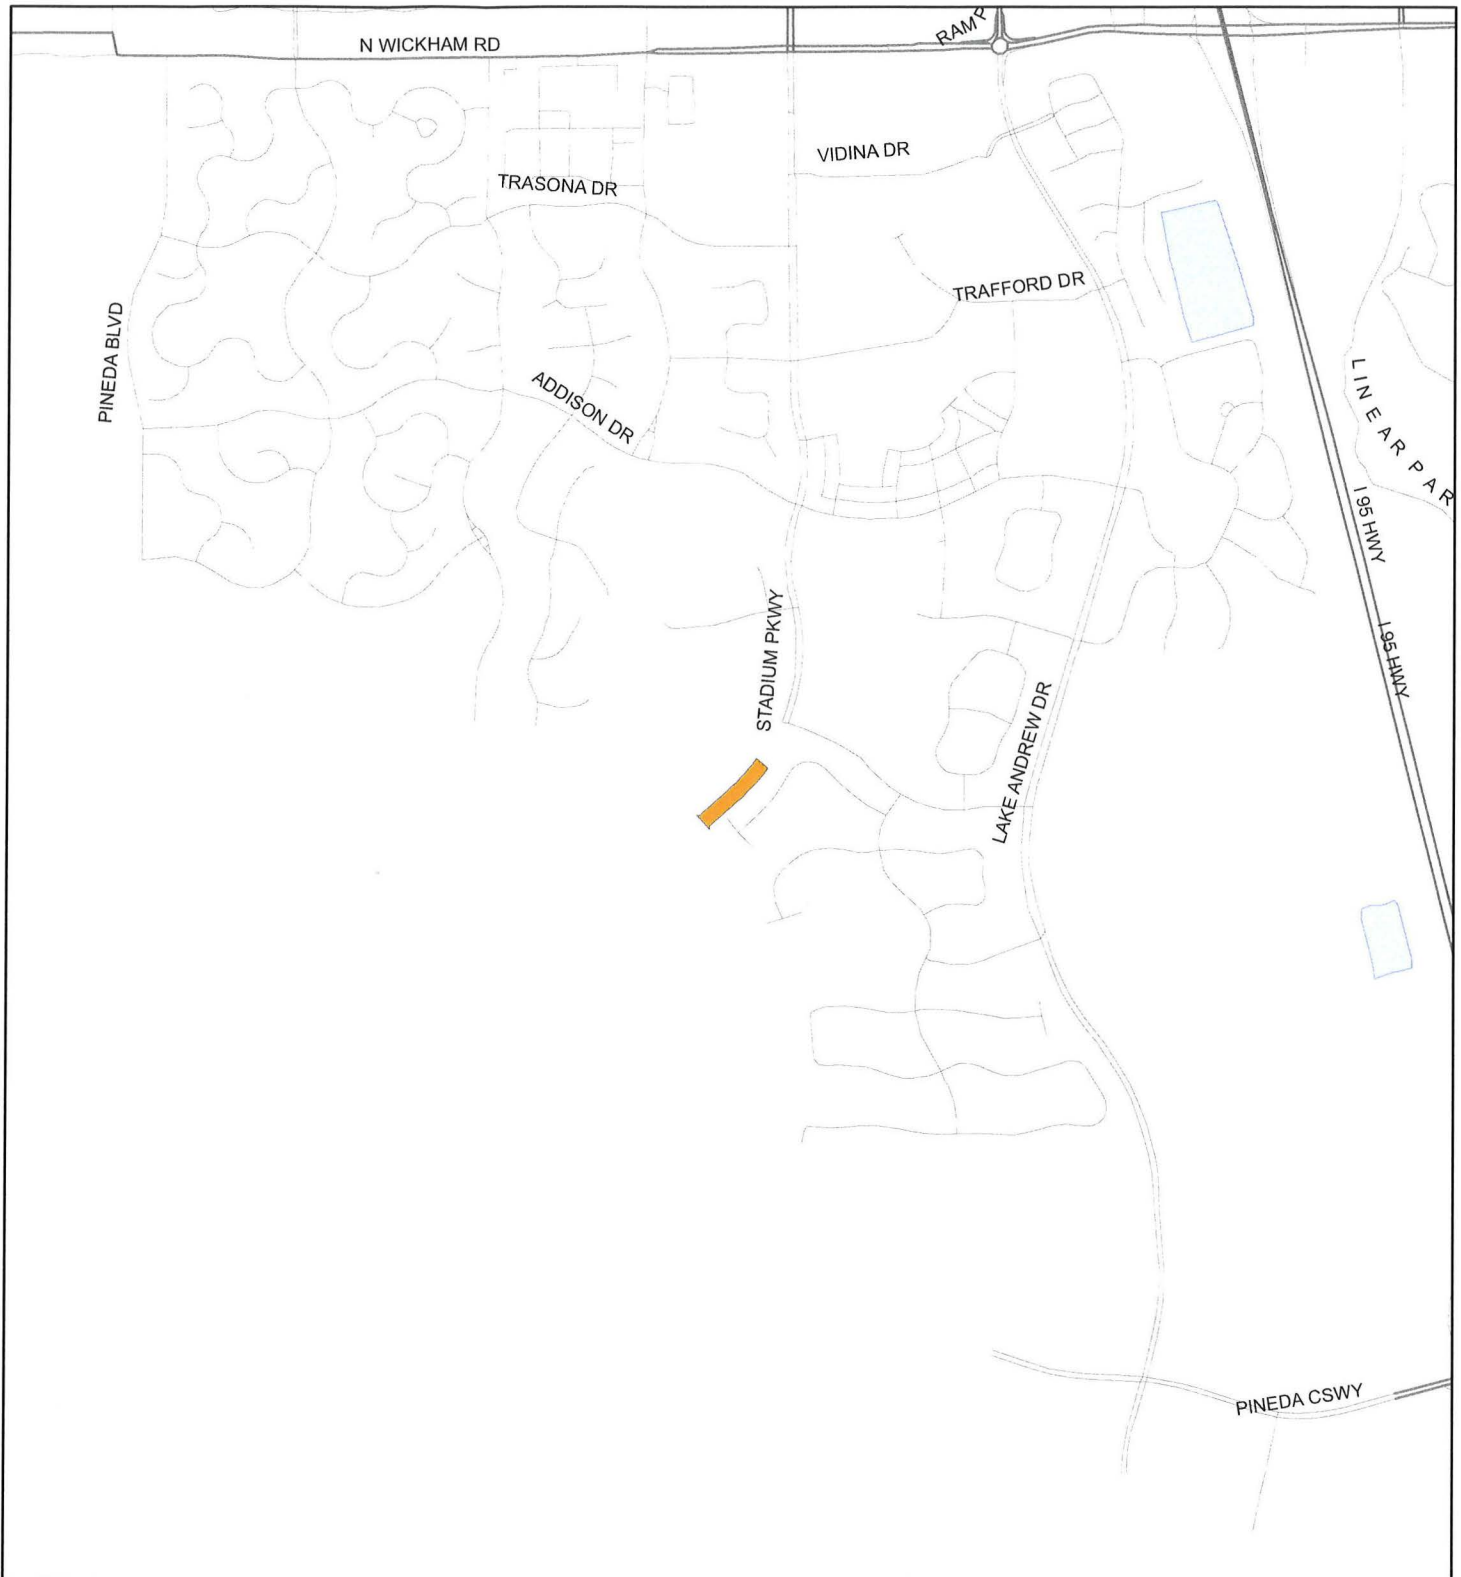 RAMP
N WICKHAM RD
VIDINA DR
TRASONA DR
TRAFFORD DR
PINEDA BLVD
ADDISON DR
LINEAR PAR
I 95 HWY
STADIUM PKWY
I 95 HWY
LAKE ANDREW DR
PINEDA CSWY